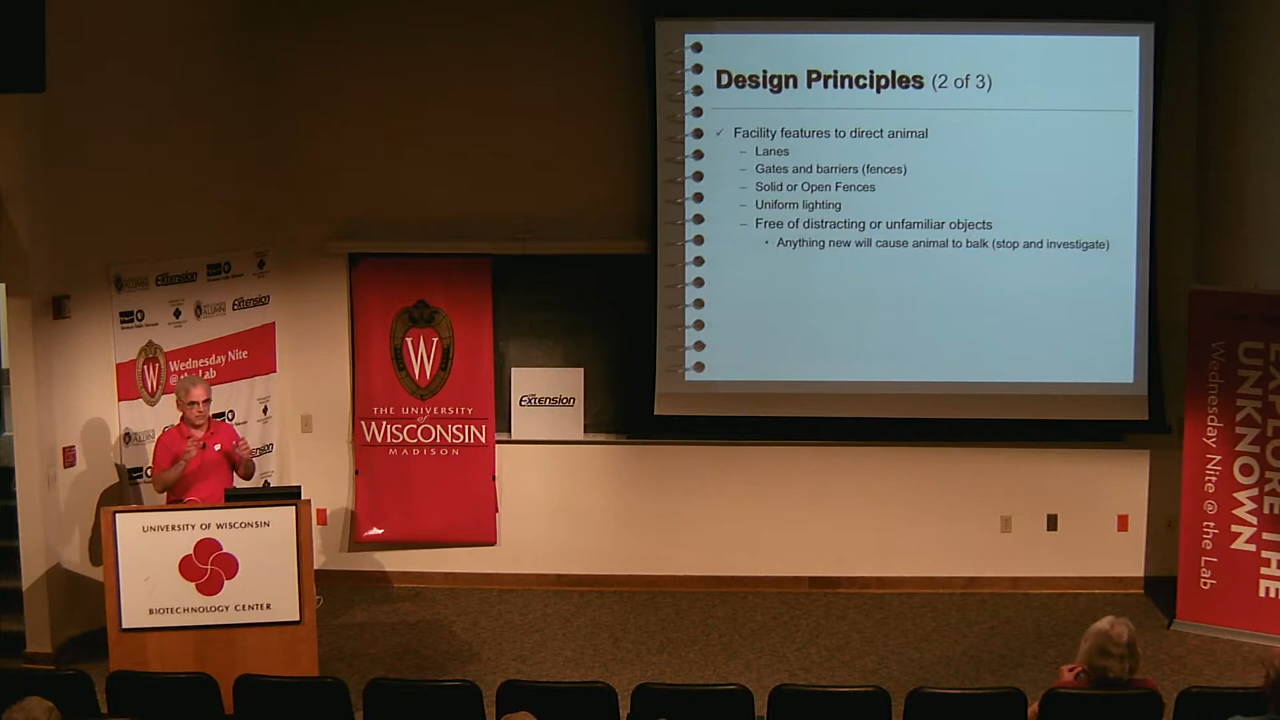 Design Principles (2 of 3)
✓ Facility features to direct animal
– Lanes
– Gates and barriers (fences)
– Solid or Open Fences
– Uniform lighting
– Free of distracting or unfamiliar objects
• Anything new will cause animal to balk (stop and investigate)
Extension
Extension
Wednesday Nite
@ the Lab
W
Extension
W
THE UNIVERSITY
of
WISCONSIN
MADISON
Extension
UNIVERSITY OF WISCONSIN
BIOTECHNOLOGY CENTER
EXPLORE THE
UNKNOWN
Wednesday Nite @ the Lab